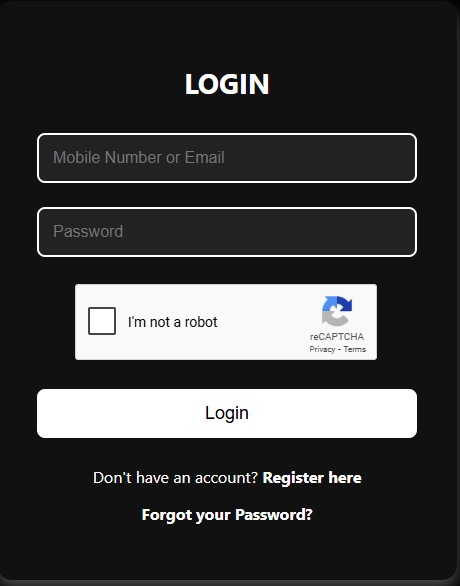 LOGIN
Mobile Number or Email
Password
I'm not a robot
reCAPTCHA
Privacy - Terms
Login
Don't have an account? Register here
Forgot your Password?